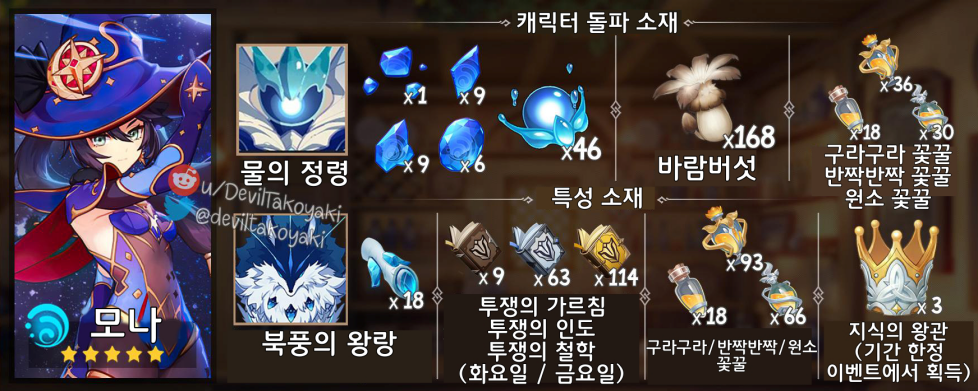 캐릭터 돌파 소재
x1
x9
x9
x6
x46
x168
x36
x18
x30
물의 정령
바람버섯
구라구라 꽃꿀
반짝반짝 꽃꿀
원소 꽃꿀
u/DevilTakoyaki
@deviltakoyaki
특성 소재
x18
x9
x63
x114
x93
x18
x66
x3
북풍의 왕랑
투쟁의 가르침
투쟁의 인도
투쟁의 철학
(화요일 / 금요일)
구라구라/반짝반짝/원소
꽃꿀
지식의 왕관
(기간 한정
이벤트에서 획득)
모나